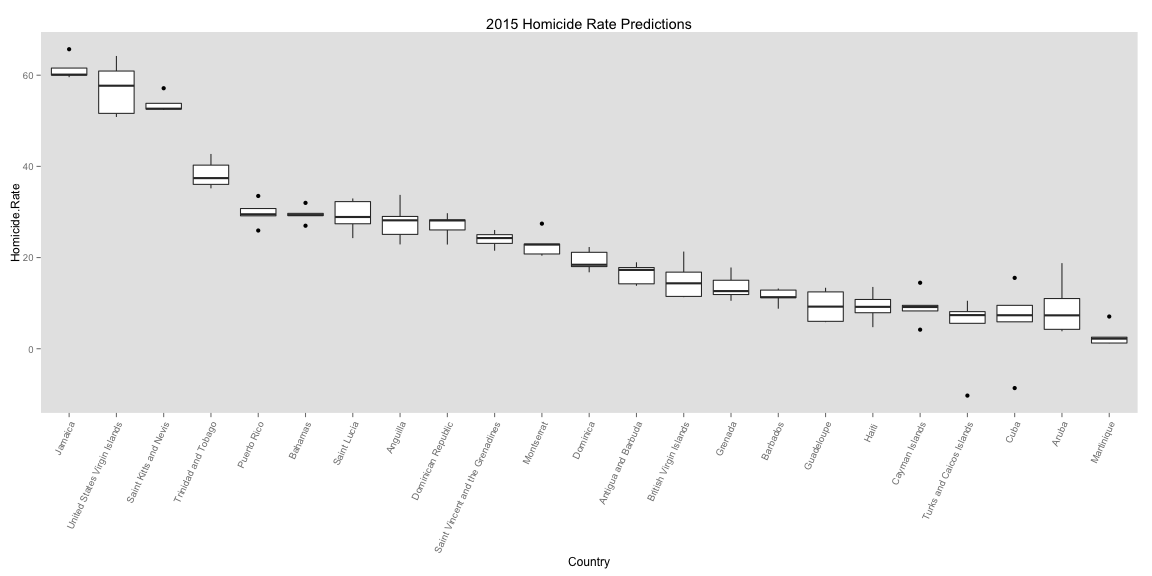 2015 Homicide Rate Predictions
Homicide.Rate
60
40
20
0
Jamaica
United States Virgin Islands
Saint Kitts and Nevis
Trinidad and Tobago
Puerto Rico
Bahamas
Saint Lucia
Anguilla
Dominican Republic
Saint Vincent and the Grenadines
Montserrat
Dominica
Antigua and Barbuda
British Virgin Islands
Grenada
Barbados
Guadeloupe
Haiti
Cayman Islands
Turks and Caicos Islands
Cuba
Aruba
Martinique
Country